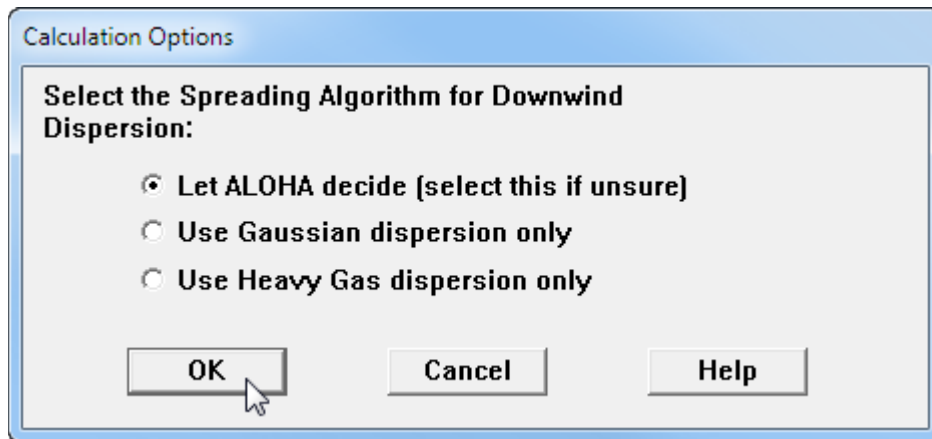 Calculation Options
Select the Spreading Algorithm for Downwind
Dispersion:
Let ALOHA decide (select this if unsure)
Use Gaussian dispersion only
Use Heavy Gas dispersion only
OK Cancel Help